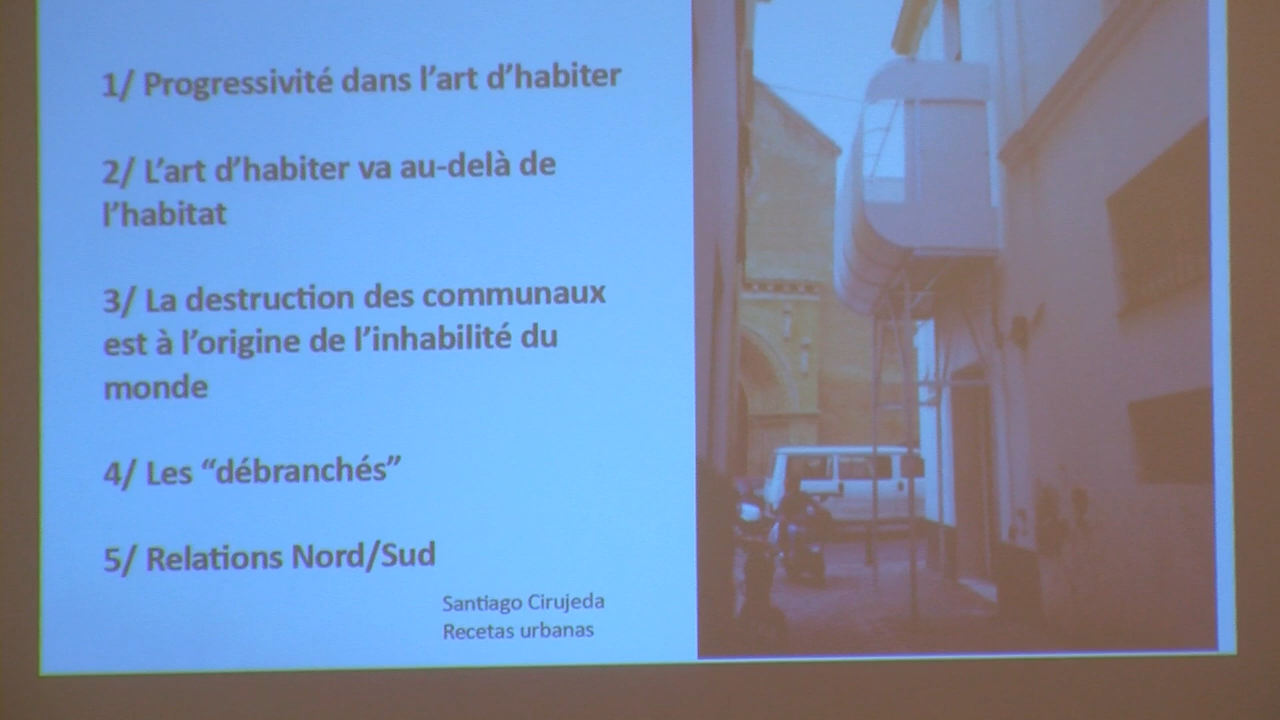 1/ Progressivité dans l’art d’habiter
2/ L’art d’habiter va au-delà de
l’habitat
3/ La destruction des communaux
est à l’origine de l’inhabilité du
monde
4/ Les “débranchés”
5/ Relations Nord/Sud
Santiago Cirujeda
Recetas urbanas